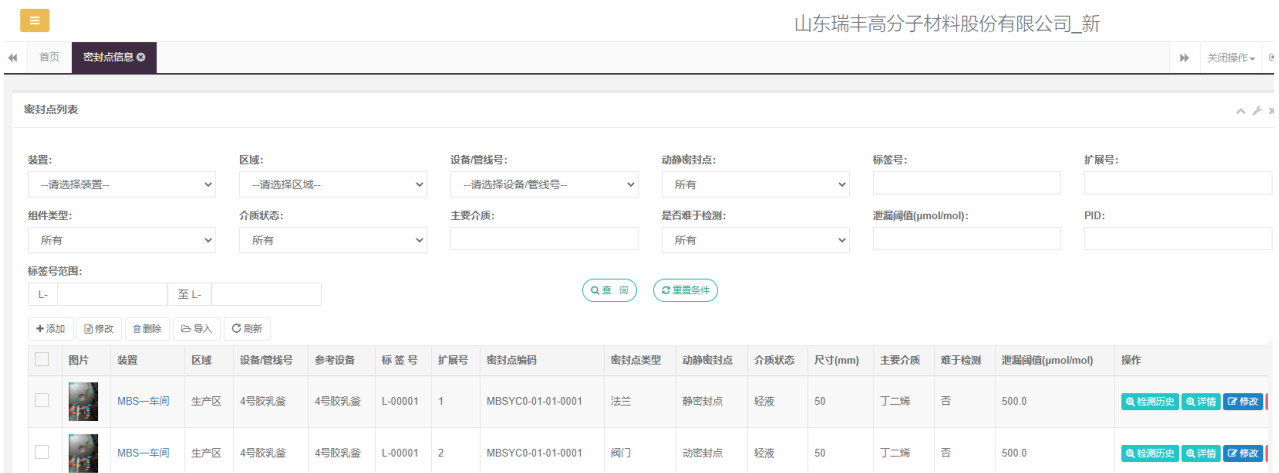 山东瑞丰高分子材料股份有限公司_新
首页 密封点信息 关闭操作
密封点列表
装置： 区域： 设备/管线号： 动静密封点： 标签号： 扩展号：
--请选择装置-- --请选择区域-- --请选择设备/管线号-- 所有
组件类型： 介质状态： 主要介质： 是否难于检测： 泄漏阈值(μmol/mol)： PID：
所有 所有 所有
标签号范围：
L- 至 L- 查 询 重置条件
添加 修改 删除 导入 刷新
图片 装置 区域 设备/管线号 参考设备 标 签 号 扩展号 密封点编码 密封点类型 动静密封点 介质状态 尺寸(mm) 主要介质 难于检测 泄漏阈值(μmol/mol) 操作
MBS—车间 生产区 4号胶乳釜 4号胶乳釜 L-00001 1 MBSYC0-01-01-0001 法兰 静密封点 轻液 50 丁二烯 否 500.0 检测历史 详情 修改
MBS—车间 生产区 4号胶乳釜 4号胶乳釜 L-00001 2 MBSYC0-01-01-0001 阀门 动密封点 轻液 50 丁二烯 否 500.0 检测历史 详情 修改